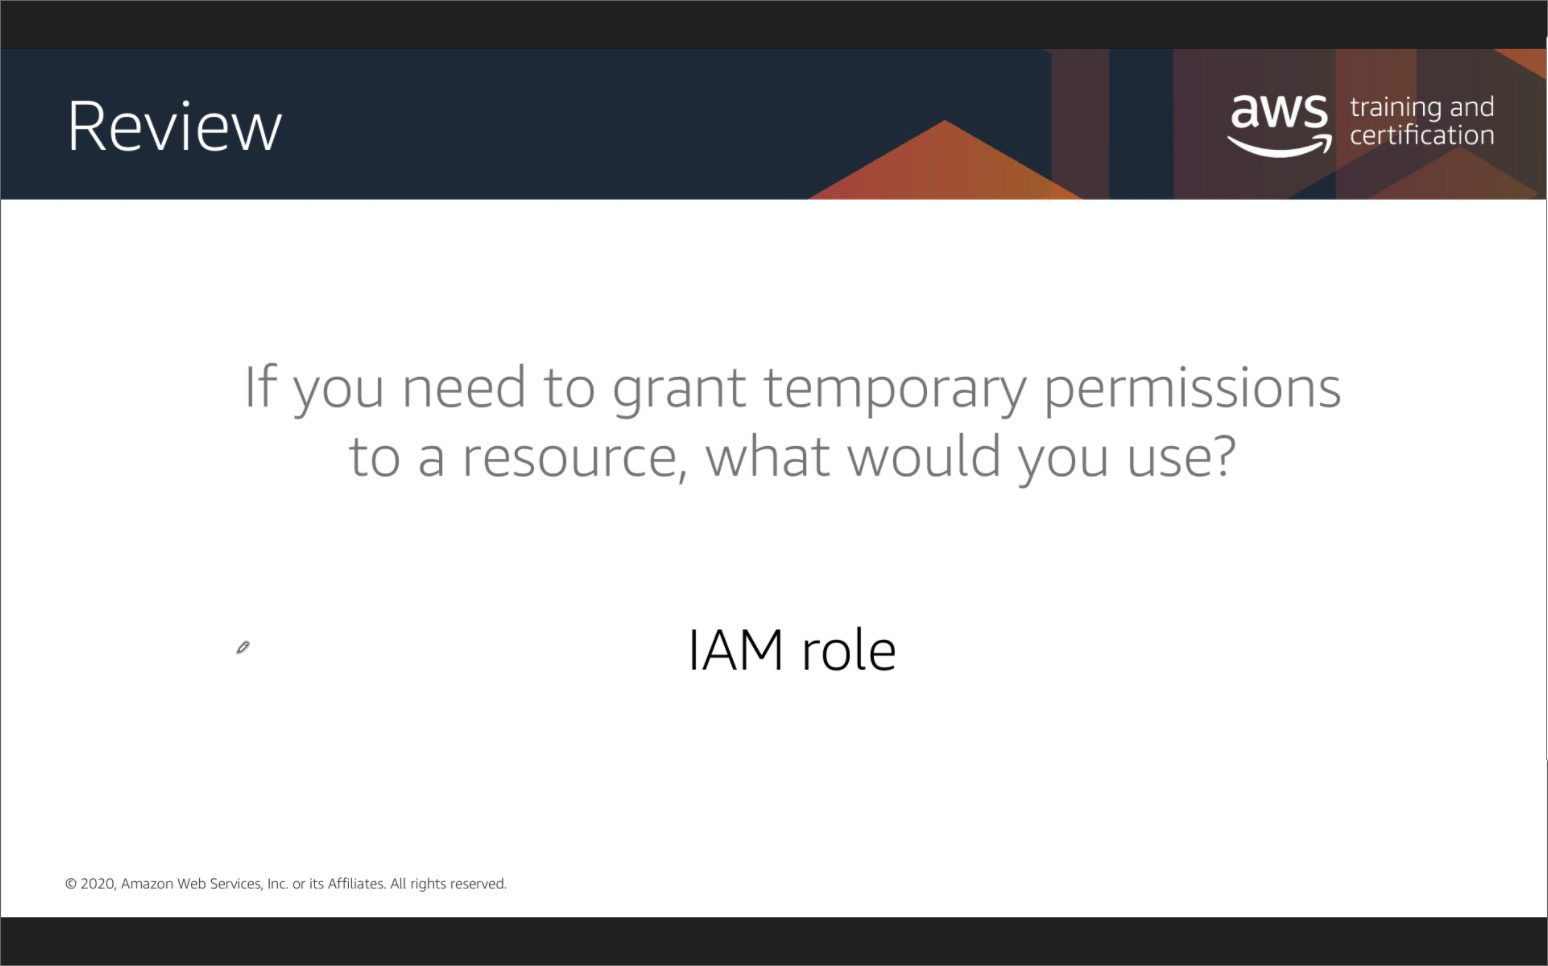 Review
aws training and
certification
If you need to grant temporary permissions
to a resource, what would you use?
IAM role
© 2020, Amazon Web Services, Inc. or its Affiliates. All rights reserved.